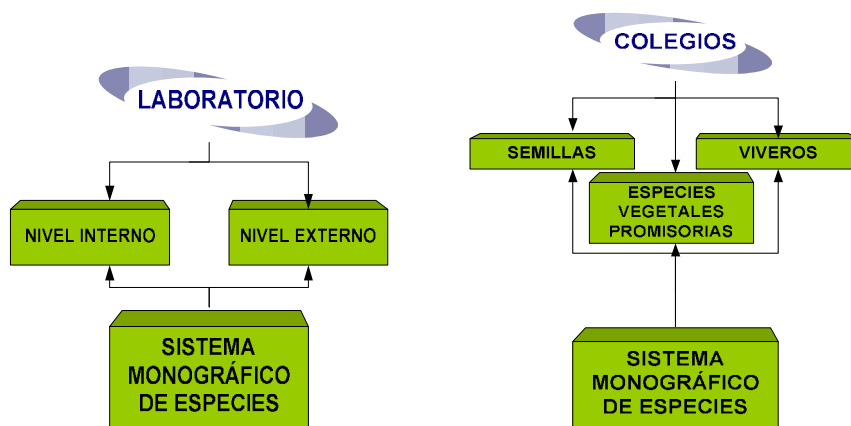 LABORATORIO
NIVEL INTERNO
NIVEL EXTERNO
SISTEMA
MONOGRÁFICO
DE ESPECIES
COLEGIOS
SEMILLAS
VIVEROS
ESPECIES
VEGETALES
PROMISORIAS
SISTEMA
MONOGRÁFICO
DE ESPECIES